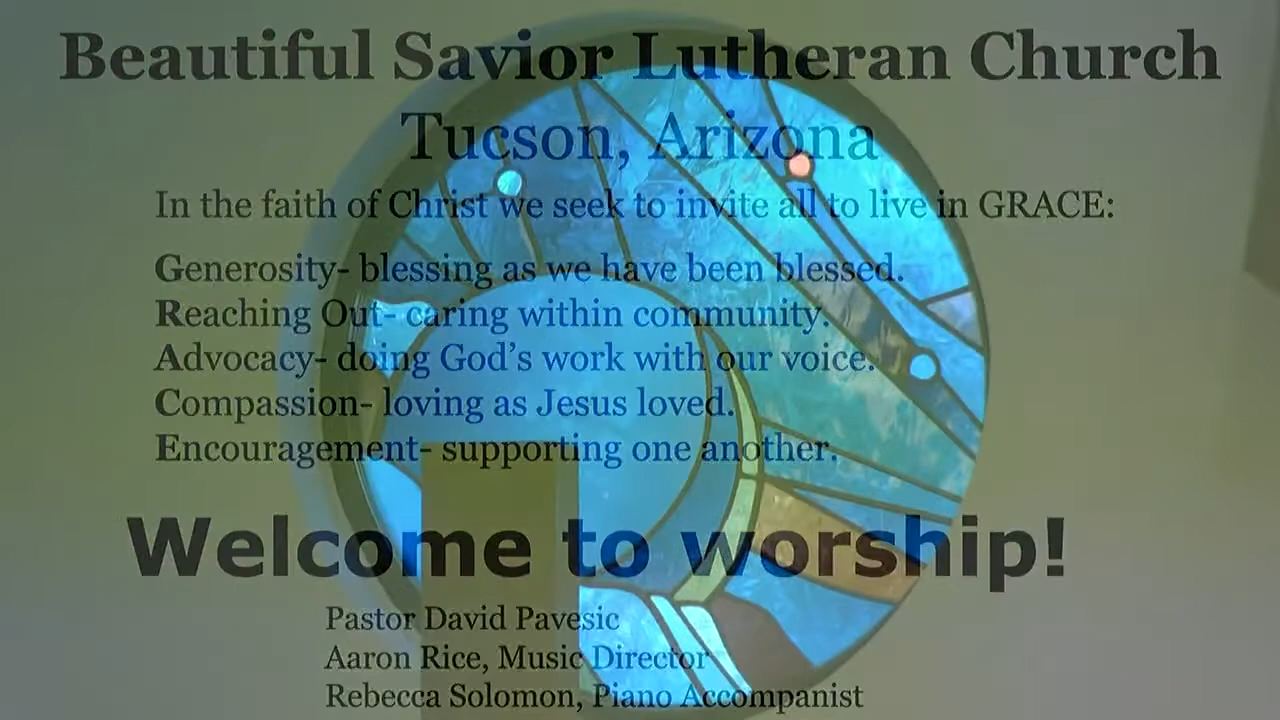 Beautiful Savior Lutheran Church
Tucson, Arizona
In the faith of Christ we seek to invite all to live in GRACE:
Generosity- blessing as we have been blessed.
Reaching Out- caring within community.
Advocacy- doing God’s work with our voice.
Compassion- loving as Jesus loved.
Encouragement- supporting one another.
Welcome to worship!
Pastor David Pavesic
Aaron Rice, Music Director
Rebecca Solomon, Piano Accompanist